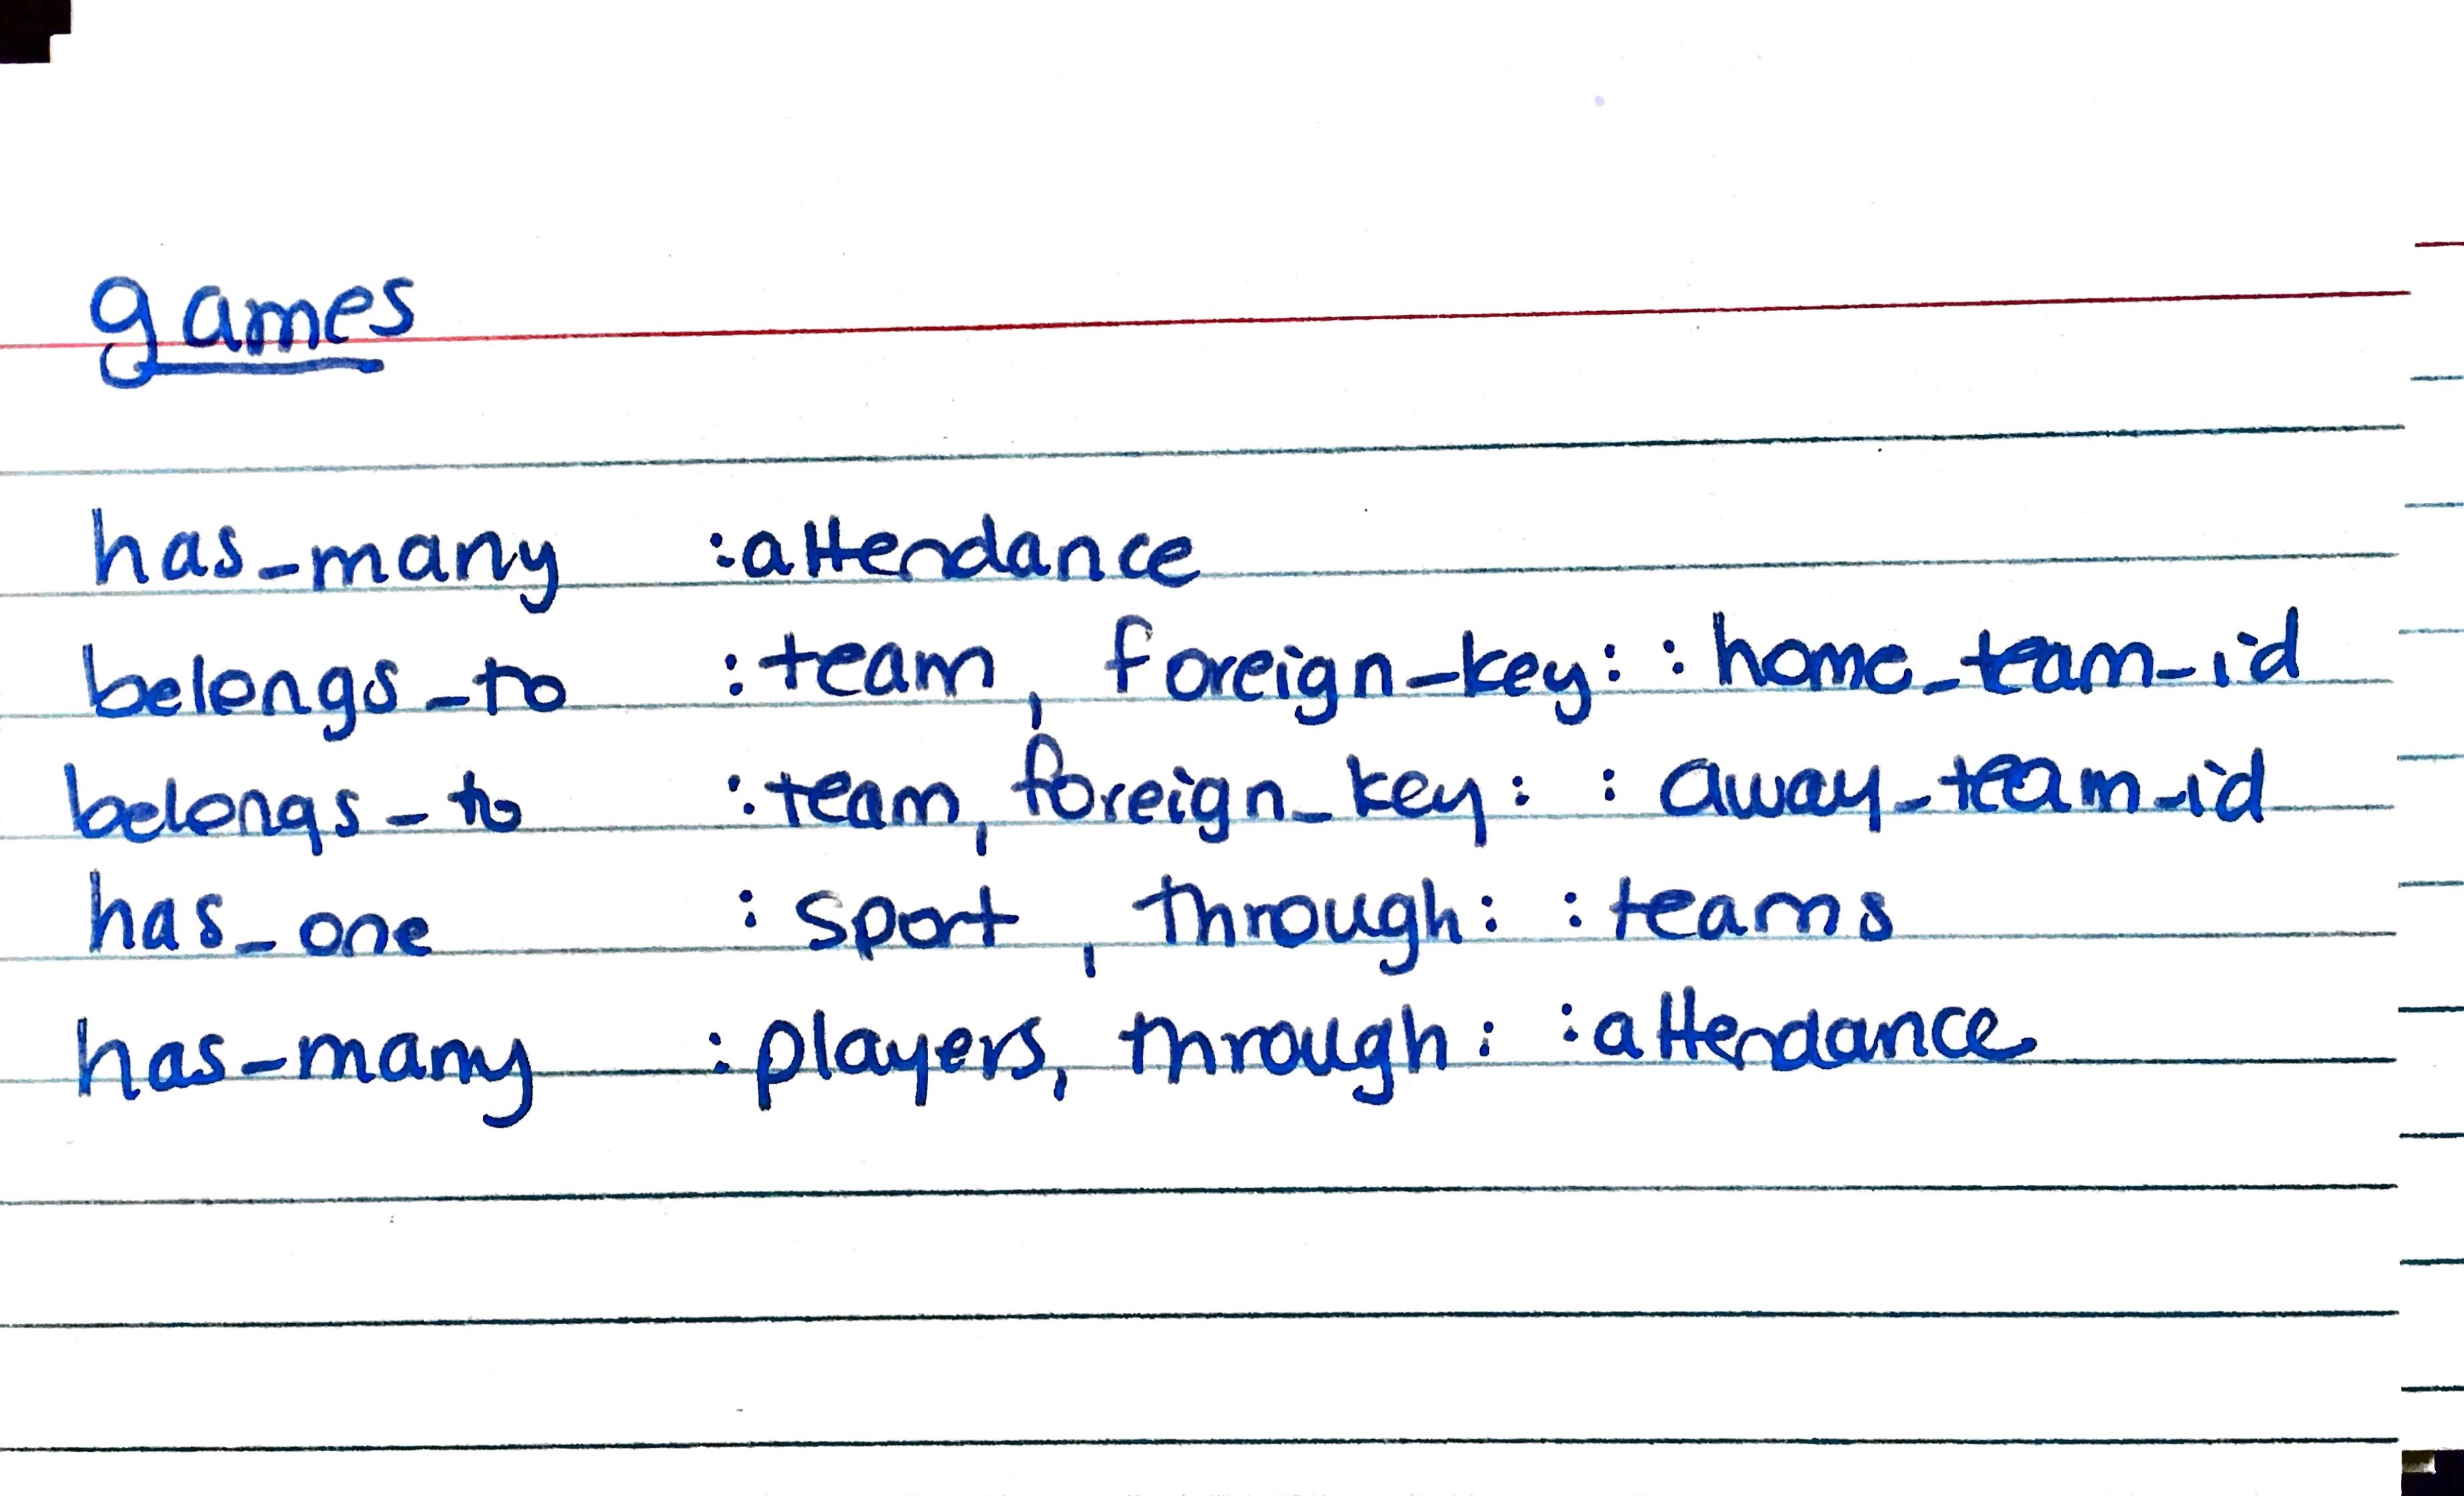 games
has_many :attendance
belongs_to :team, foreign_key: :home_team_id
belongs_to :team, foreign_key: :away_team_id
has_one :sport, through: :teams
has_many :players, through: :attendance